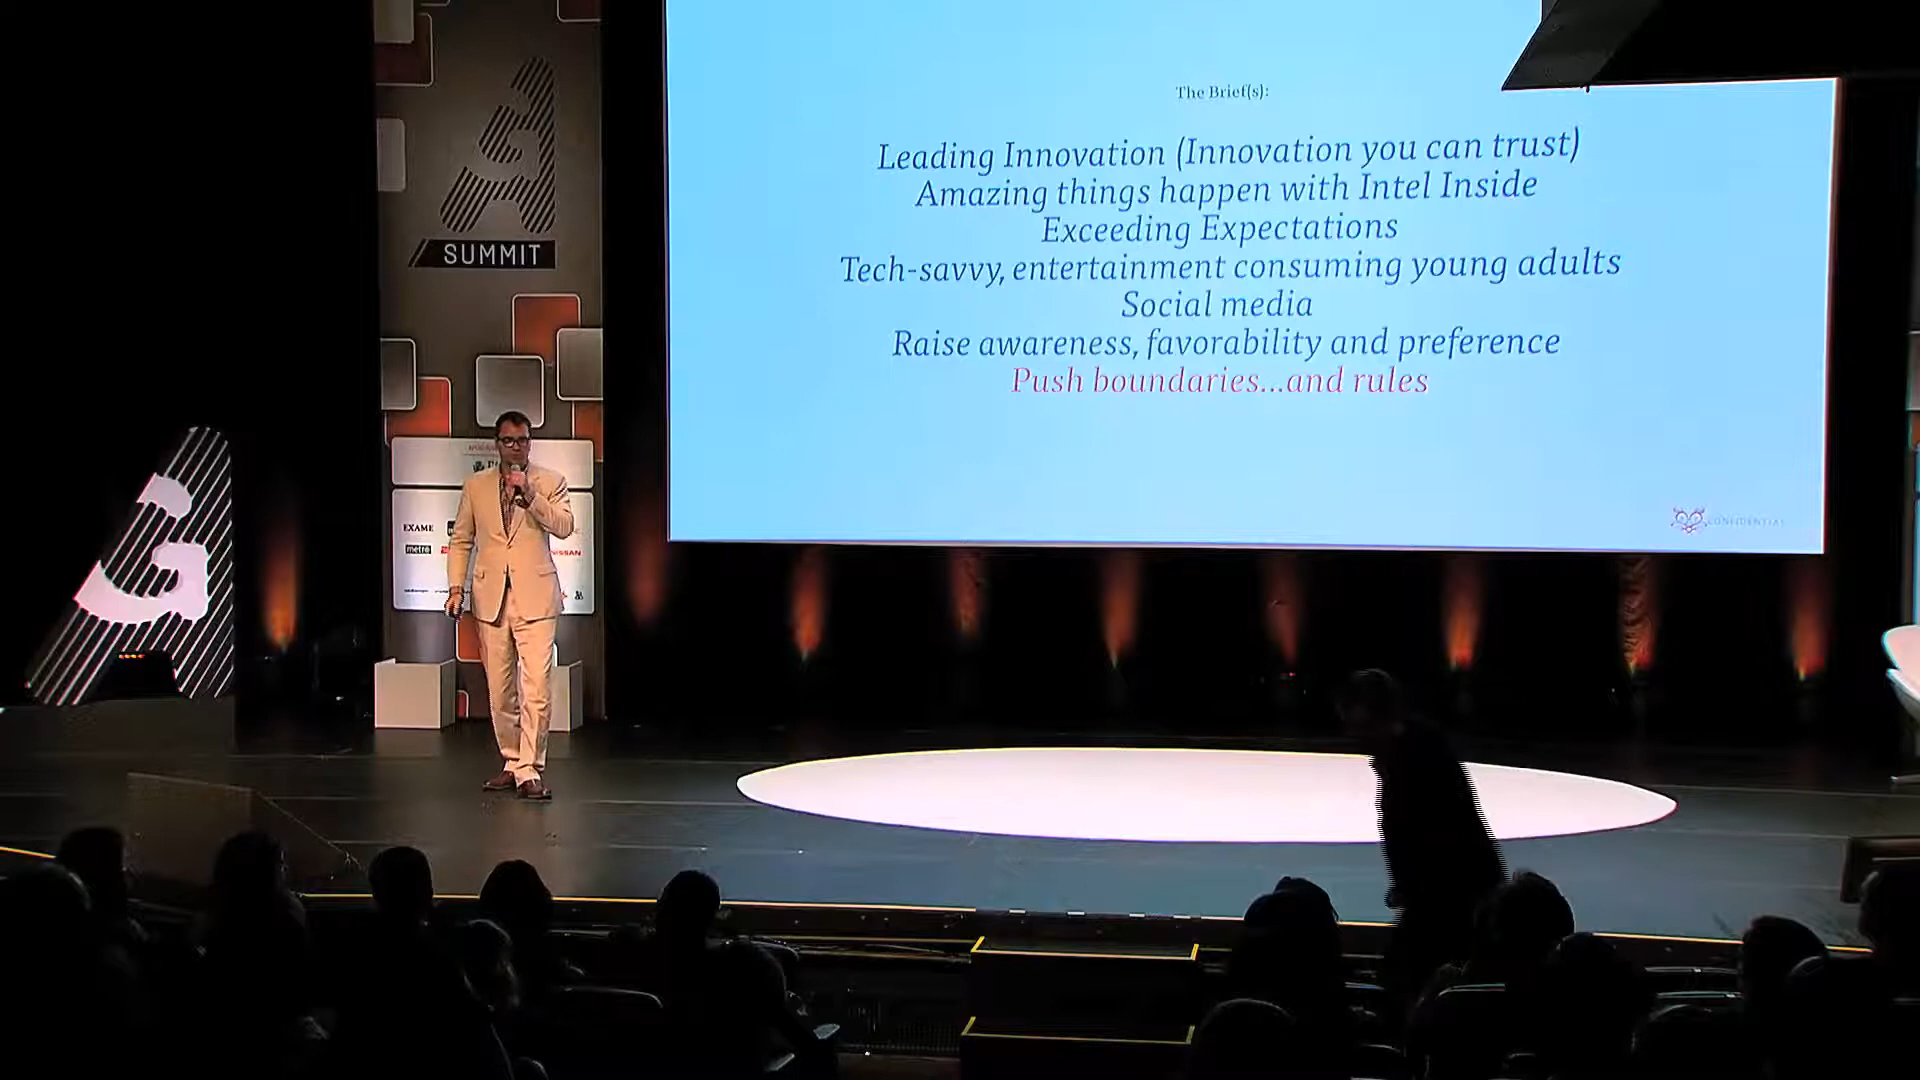 The Brief(s):
Leading Innovation (Innovation you can trust)
Amazing things happen with Intel Inside
Exceeding Expectations
Tech-savvy, entertainment consuming young adults
Social media
Raise awareness, favorability and preference
Push boundaries...and rules
CONFIDENTIAL
SUMMIT
EXAME
metro
NISSAN